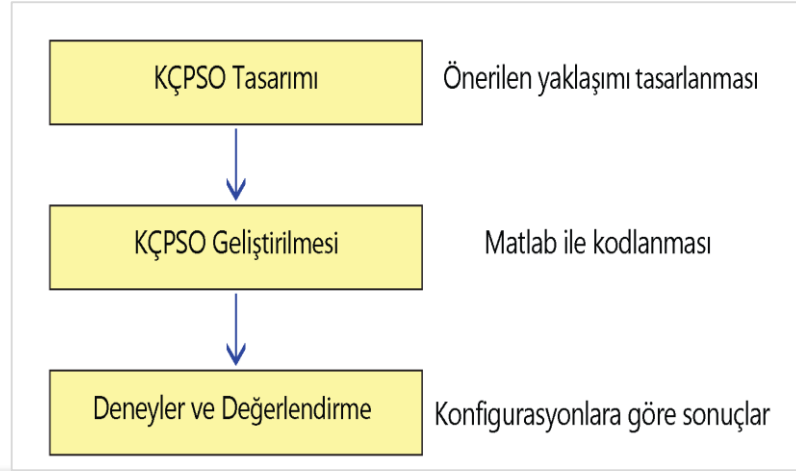 KÇPSO Tasarımı
Önerilen yaklaşımı tasarlanması
KÇPSO Geliştirilmesi
Matlab ile kodlanması
Deneyler ve Değerlendirme
Konfigurasyonlara göre sonuçlar